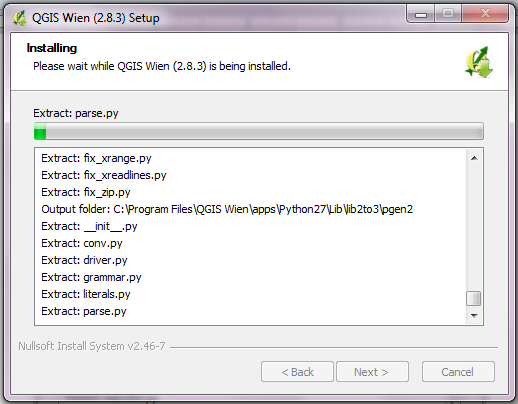 QGIS Wien (2.8.3) Setup
Installing
Please wait while QGIS Wien (2.8.3) is being installed.
Extract: parse.py
Extract: fix_xrange.py
Extract: fix_xreadlines.py
Extract: fix_zip.py
Output folder: C:\Program Files\QGIS Wien\apps\Python27\Lib\lib2to3\pgen2
Extract: __init__.py
Extract: conv.py
Extract: driver.py
Extract: grammar.py
Extract: literals.py
Extract: parse.py
Nullsoft Install System v2.46-7
< Back Next > Cancel